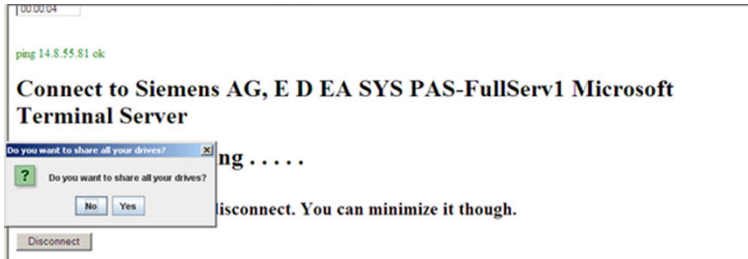 00:00:04
ping 14.8.55.81 ok
Connect to Siemens AG, E D EA SYS PAS-FullServ1 Microsoft
Terminal Server
Do you want to share all your drives?
ng . . . . .
? Do you want to share all your drives?
No Yes
disconnect. You can minimize it though.
Disconnect